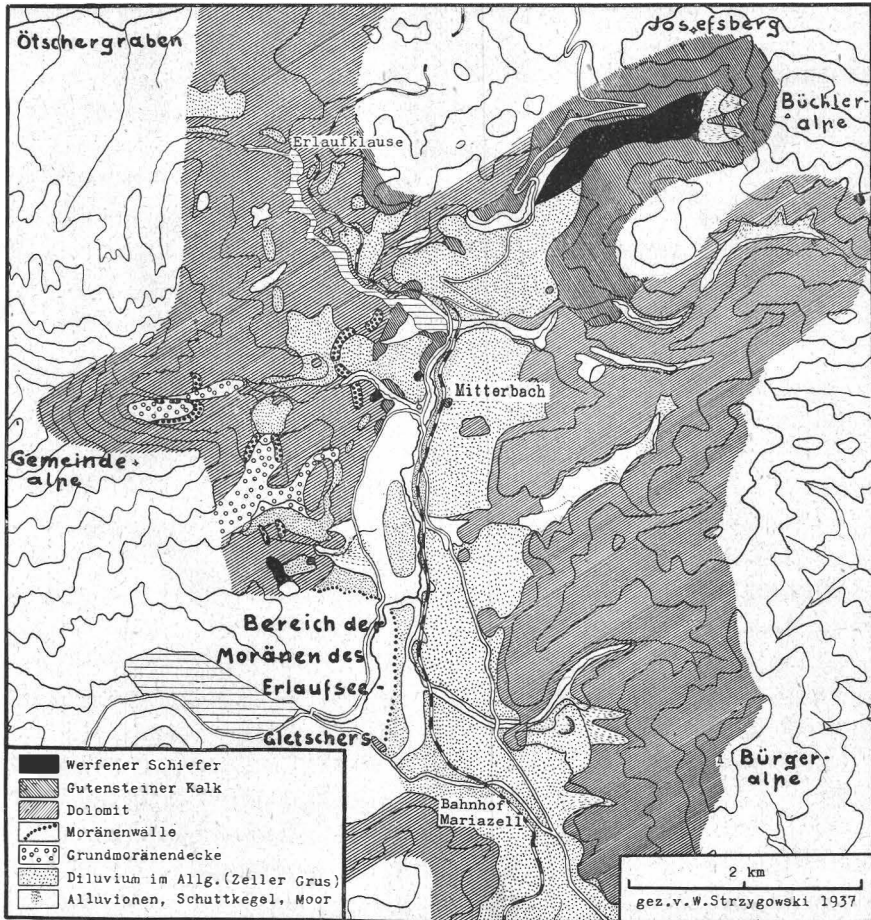 Ötschergraben
Josefsberg
Büchler-
alpe
Erlaufklause
Mitterbach
Gemeinde-
alpe
Bereich der
Moränen des
Erlaufsee-
Gletschers
Bürger-
alpe
Bahnhof
Mariazell
Werfener Schiefer
Gutensteiner Kalk
Dolomit
Moränenwälle
Grundmoränendecke
Diluvium im Allg.(Zeller Grus)
Alluvionen, Schuttkegel, Moor
2 km
gez.v.W.Strzygowski 1937